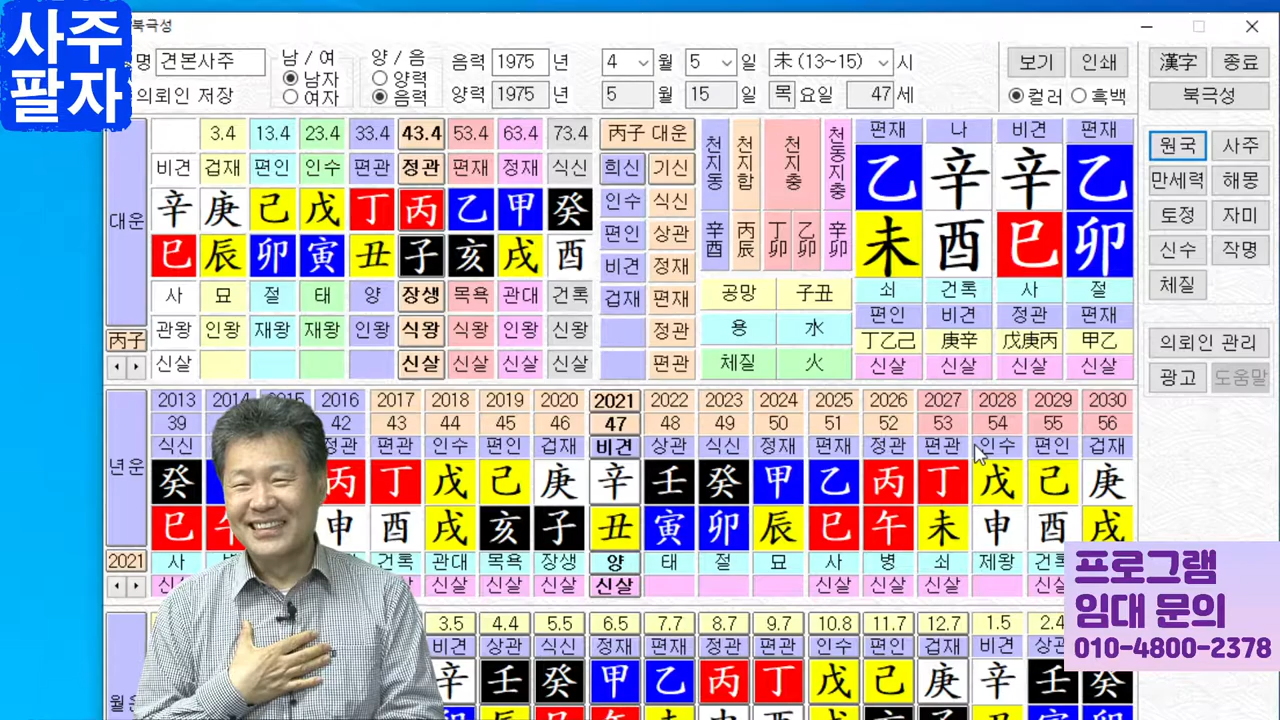 사주
팔자
북극성
명 견본사주 남 / 여 양 / 음 음력 1975 년 4 월 5 일 未 (13~15) 시 보기 인쇄 漢字 종료
남자 양력
의뢰인 저장 여자 음력 양력 1975 년 5 월 15 일 목 요일 47 세 컬러 흑백 북극성
3.4 13.4 23.4 33.4 43.4 53.4 63.4 73.4 丙子 대운 천지동 천지합 천지충 천동지충 편재 나 비견 편재 원국 사주
비견 겁재 편인 인수 편관 정관 편재 정재 식신 희신 기신 乙 辛 辛 乙 만세력 해몽
대운 辛 庚 己 戊 丁 丙 乙 甲 癸 인수 식신 토정 자미
巳 辰 卯 寅 丑 子 亥 戌 酉 편인 상관 辛酉 丙辰 丁卯 乙卯 辛卯 未 酉 巳 卯 신수 작명
비견 정재 체질
사 묘 절 태 양 장생 목욕 관대 건록 겁재 편재 공망 子丑 쇠 건록 사 절
관왕 인왕 재왕 재왕 인왕 식왕 식왕 인왕 신왕 정관 용 水 편인 비견 정관 편재
丙子 丁乙己 庚辛 戊庚丙 甲乙 의뢰인 관리
신살 신살 신살 신살 신살 편관 체질 火 신살 신살 신살 신살 광고 도움말
2013 2014 2015 2016 2017 2018 2019 2020 2021 2022 2023 2024 2025 2026 2027 2028 2029 2030
39 42 43 44 45 46 47 48 49 50 51 52 53 54 55 56
식신 정관 편관 인수 편인 겁재 비견 상관 식신 정재 편재 정관 편관 인수 편인 겁재
년운 癸 丙 丁 戊 己 庚 辛 壬 癸 甲 乙 丙 丁 戊 己 庚
巳 午 申 酉 戌 亥 子 丑 寅 卯 辰 巳 午 未 申 酉 戌
2021 사 건록 관대 목욕 장생 양 태 절 묘 사 병 쇠 제왕
신살 신살 신살 신살
프로그램
임대 문의
010-4800-2378
3.5 4.4 5.5 6.5 7.7 8.7 9.7 10.8 11.7 12.7 1.5 2.4
비견 상관 식신 정재 편재 정관 편관 인수 편인 겁재 비견
월운 辛 壬 癸 甲 乙 丙 丁 戊 己 庚 辛 壬 癸